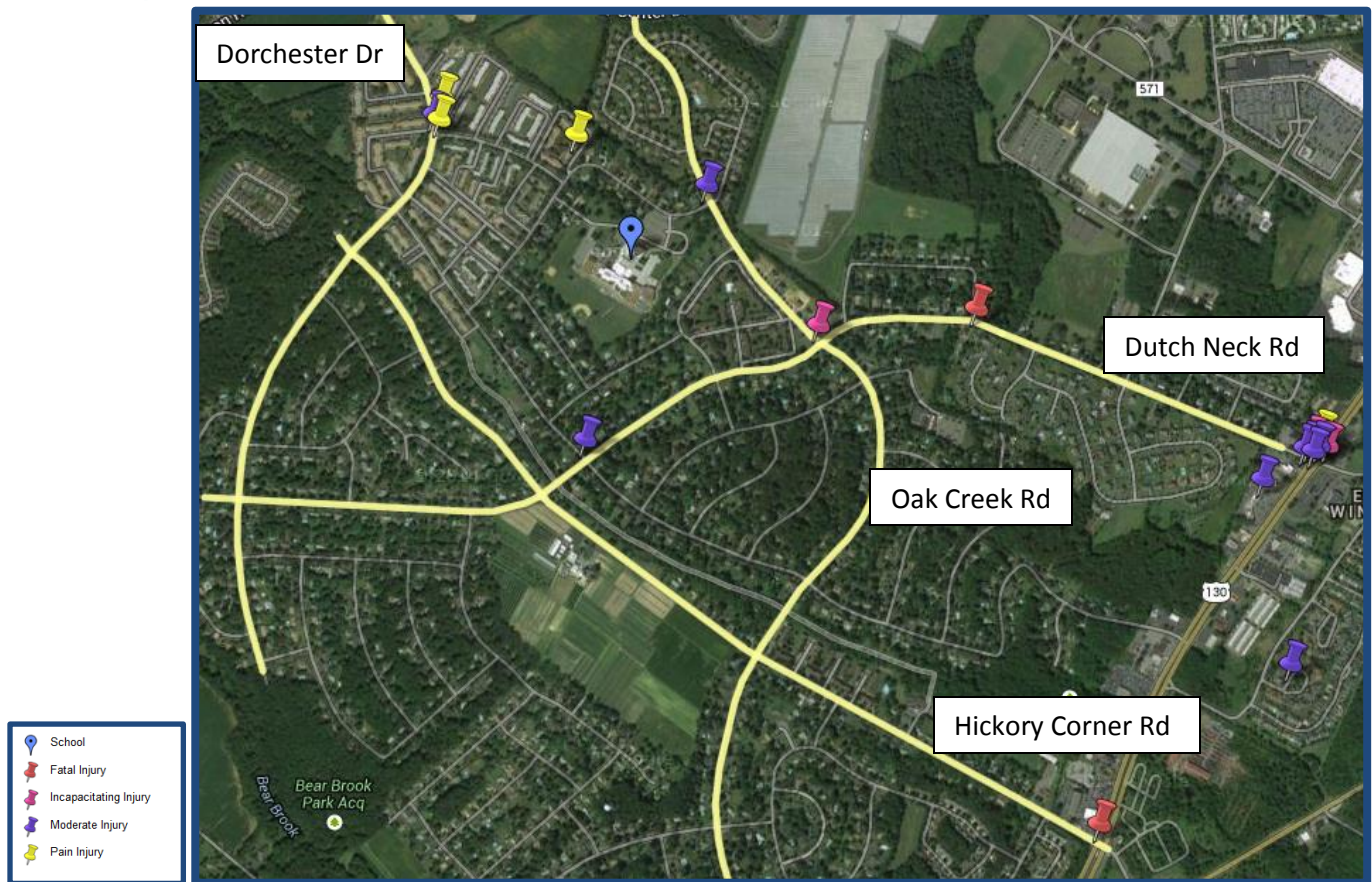 Dorchester Dr
571
Dutch Neck Rd
Oak Creek Rd
E
WIN
130
Hickory Corner Rd
School
Fatal Injury
Incapacitating Injury
Moderate Injury
Pain Injury
Bear Brook
Park Acq
Bear Brook